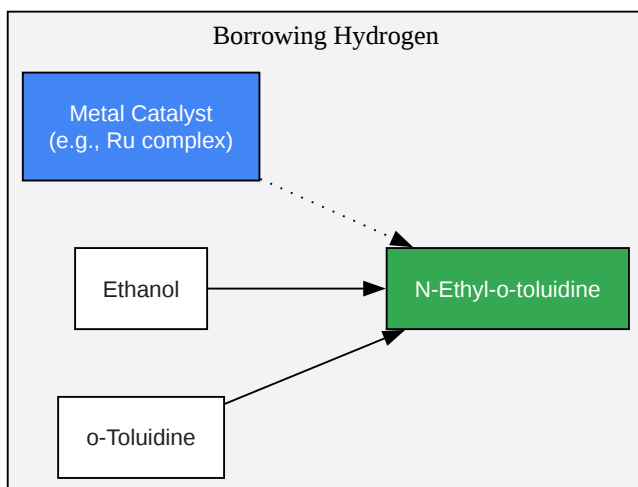 Borrowing Hydrogen
Metal Catalyst
(e.g., Ru complex)
Ethanol
N-Ethyl-o-toluidine
o-Toluidine